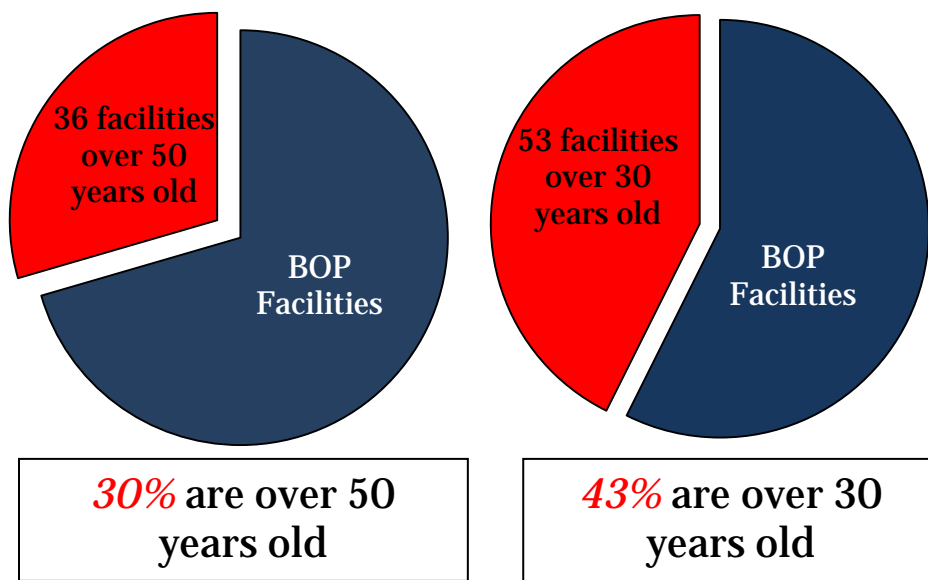 36 facilities
over 50
years old
BOP
Facilities
30% are over 50
years old
53 facilities
over 30
years old
BOP
Facilities
43% are over 30
years old